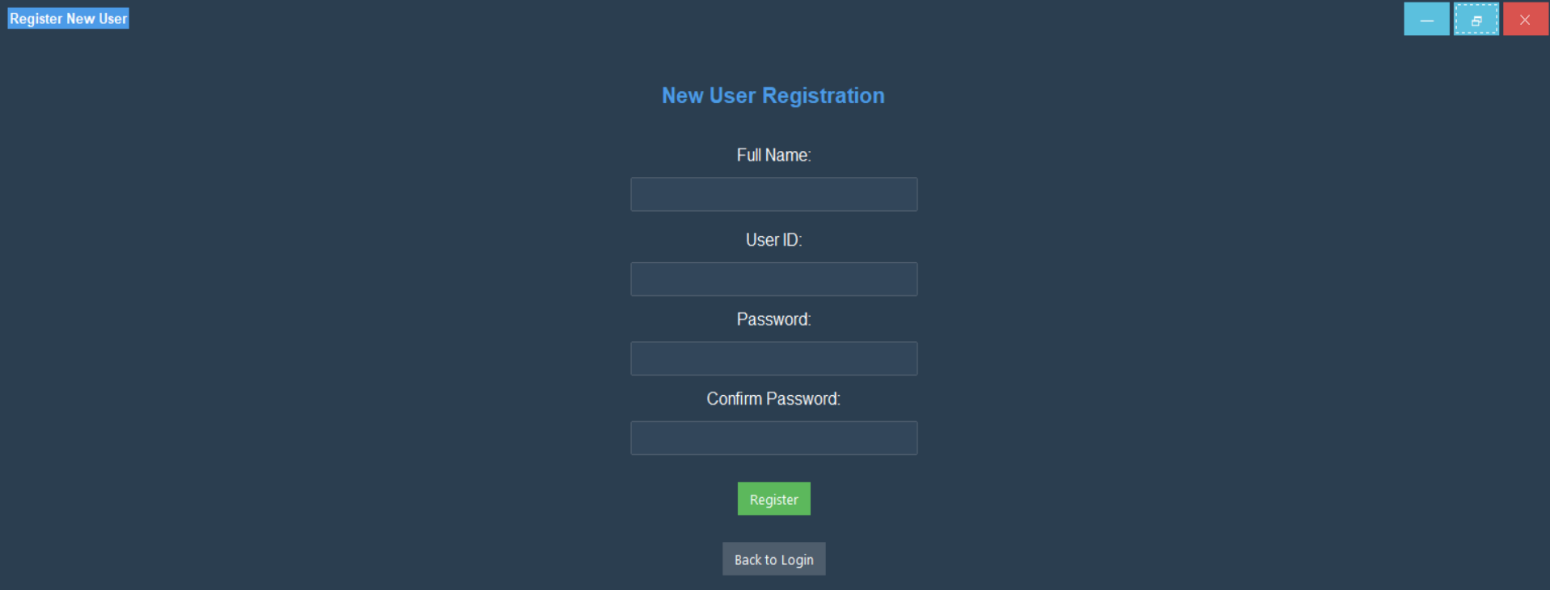 Register New User
New User Registration
Full Name:
User ID:
Password:
Confirm Password:
Register
Back to Login